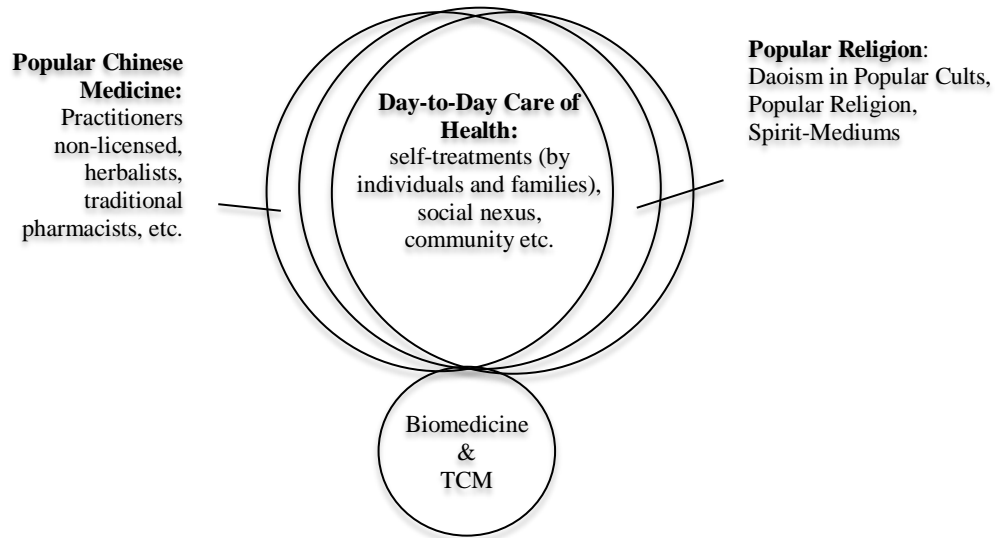 Popular Chinese
Medicine:
Practitioners
non-licensed,
herbalists,
traditional
pharmacists, etc.
Day-to-Day Care of
Health:
self-treatments (by
individuals and families),
social nexus,
community etc.
Popular Religion:
Daoism in Popular Cults,
Popular Religion,
Spirit-Mediums
Biomedicine
&
TCM